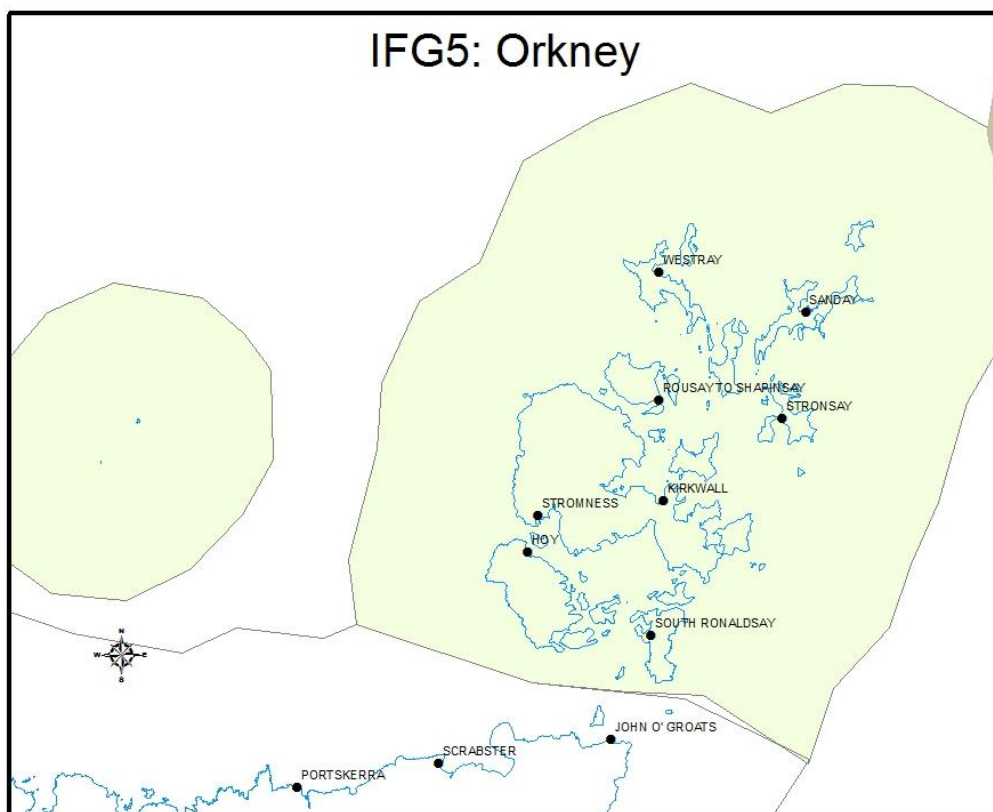 IFG5: Orkney
WESTRAY
SANDAY
ROUSAY TO SHAPINSAY
STRONSAY
KIRKWALL
STROMNESS
HOY
SOUTH RONALDSAY
N
W E
S
JOHN O' GROATS
SCRABSTER
PORTSKERRA